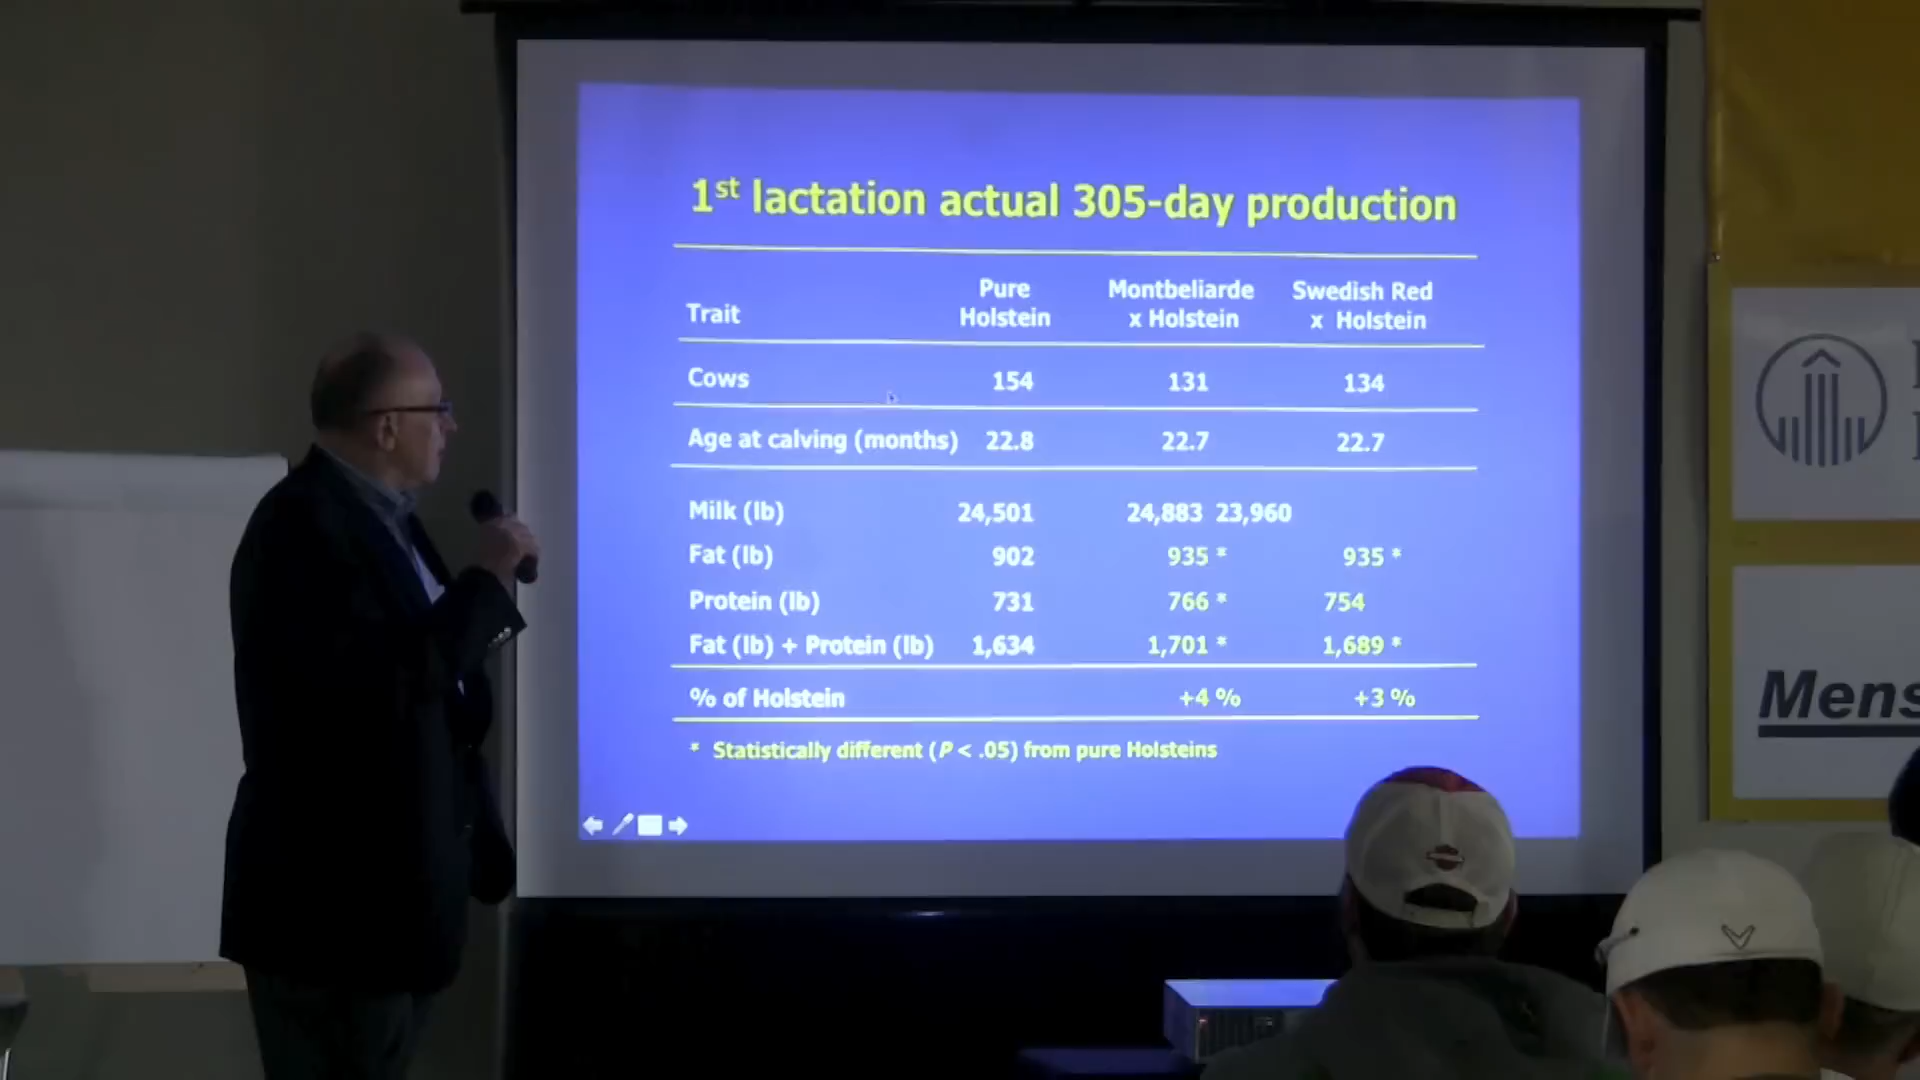 1st lactation actual 305-day production
Trait Pure Holstein Montbeliarde x Holstein Swedish Red x Holstein
Cows 154 131 134
Age at calving (months) 22.8 22.7 22.7
Milk (lb) 24,501 24,883 23,960
Fat (lb) 902 935 * 935 *
Protein (lb) 731 766 * 754
Fat (lb) + Protein (lb) 1,634 1,701 * 1,689 *
% of Holstein +4 % +3 %
* Statistically different (P < .05) from pure Holsteins
Mens